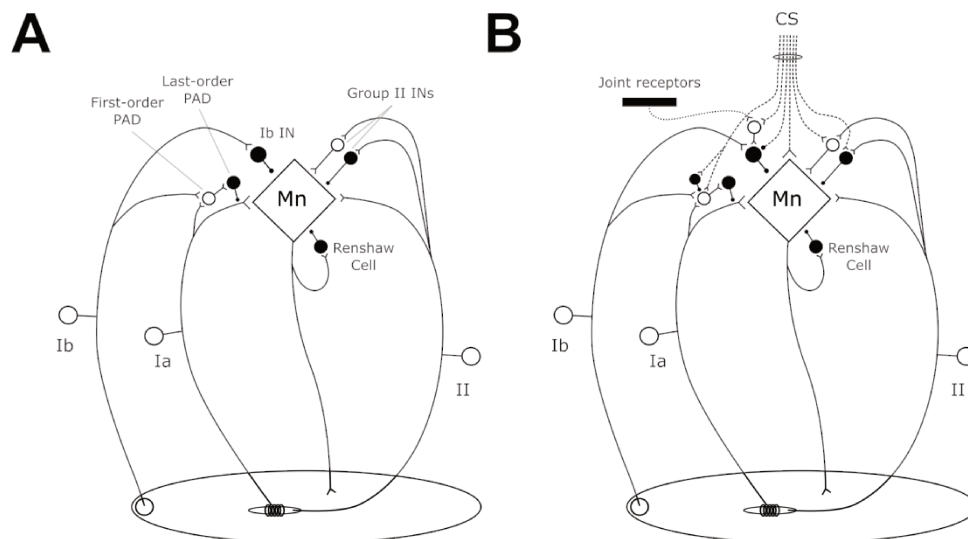 A
Last-order
PAD
First-order
PAD
Ib IN
Group II INs
Mn
Renshaw
Cell
Ib
Ia
II
B
CS
Joint receptors
Mn
Renshaw
Cell
Ib
Ia
II